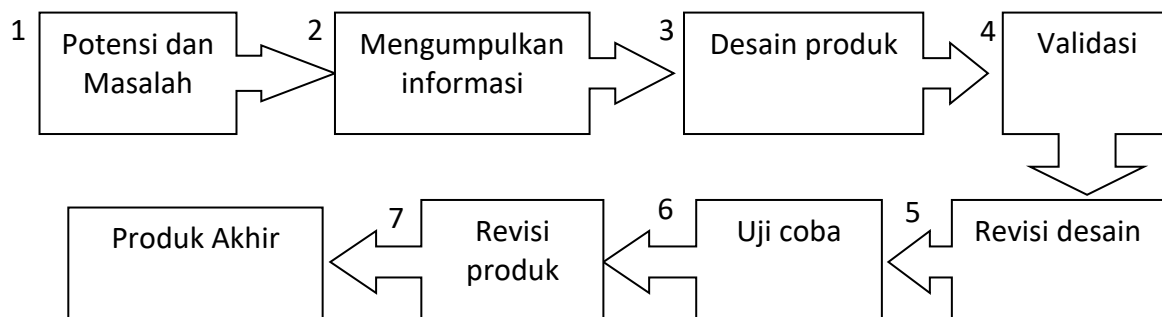 1
Potensi dan
Masalah
2
Mengumpulkan
informasi
3
Desain produk
4
Validasi
5
Revisi desain
6
Uji coba
7
Revisi
produk
Produk Akhir